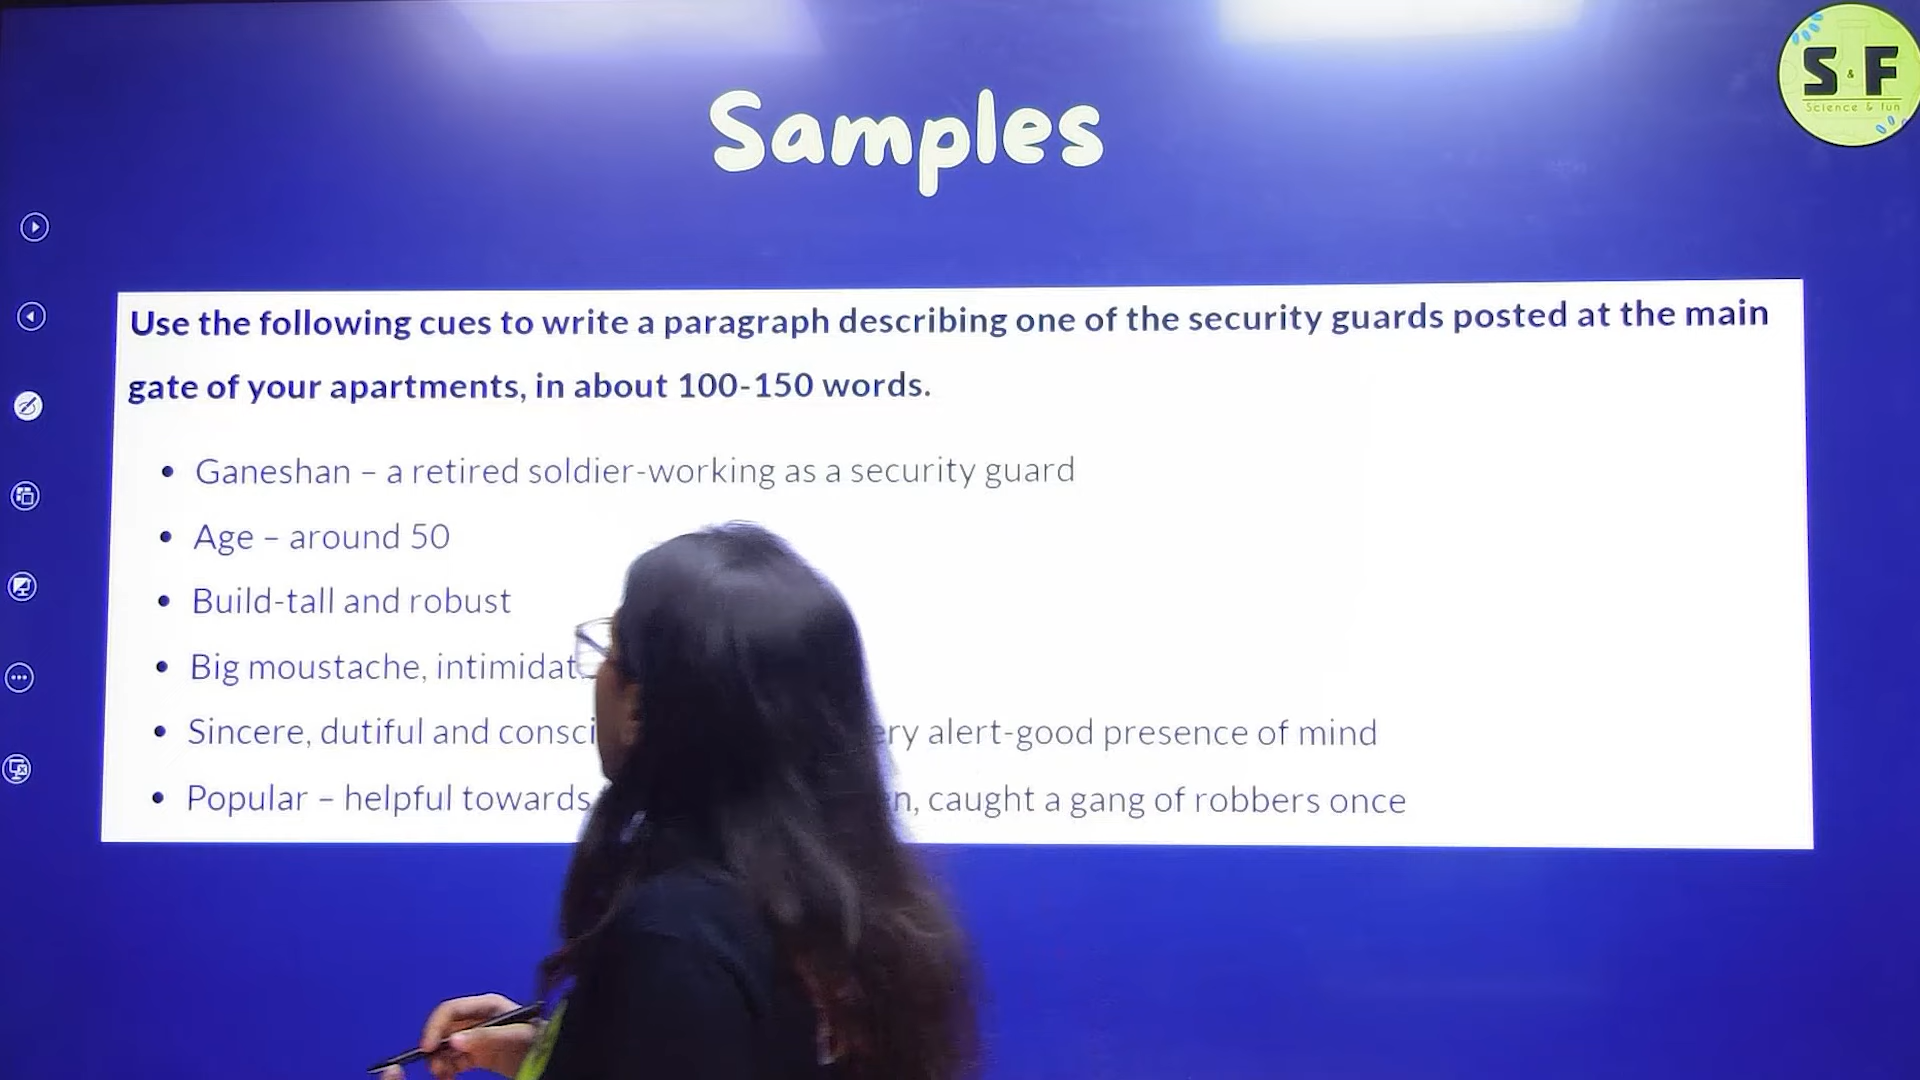 S & F
Science & fun
Samples
Use the following cues to write a paragraph describing one of the security guards posted at the main
gate of your apartments, in about 100-150 words.
• Ganeshan – a retired soldier-working as a security guard
• Age – around 50
• Build-tall and robust
• Big moustache,
• Sincere, dutiful and alert-good presence of mind
• Popular – helpful towards caught a gang of robbers once